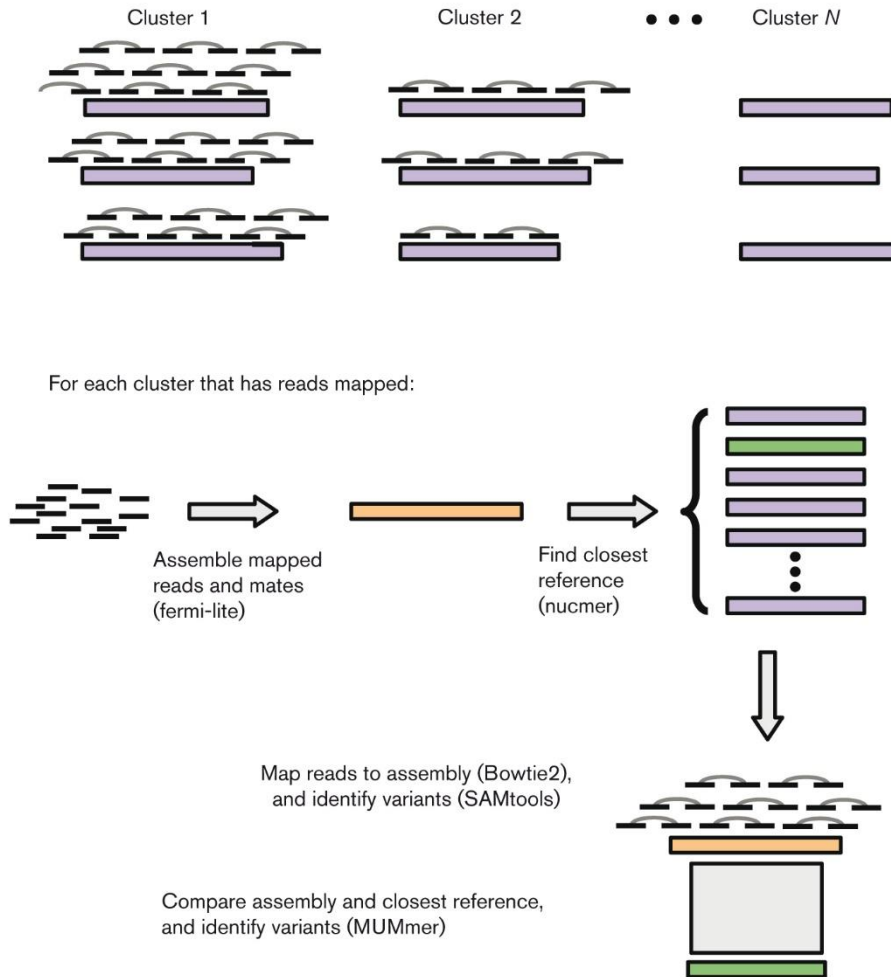 Cluster 1
Cluster 2
Cluster N
For each cluster that has reads mapped:
Assemble mapped
reads and mates
(fermi-lite)
Find closest
reference
(nucmer)
Map reads to assembly (Bowtie2),
and identify variants (SAMtools)
Compare assembly and closest reference,
and identify variants (MUMmer)